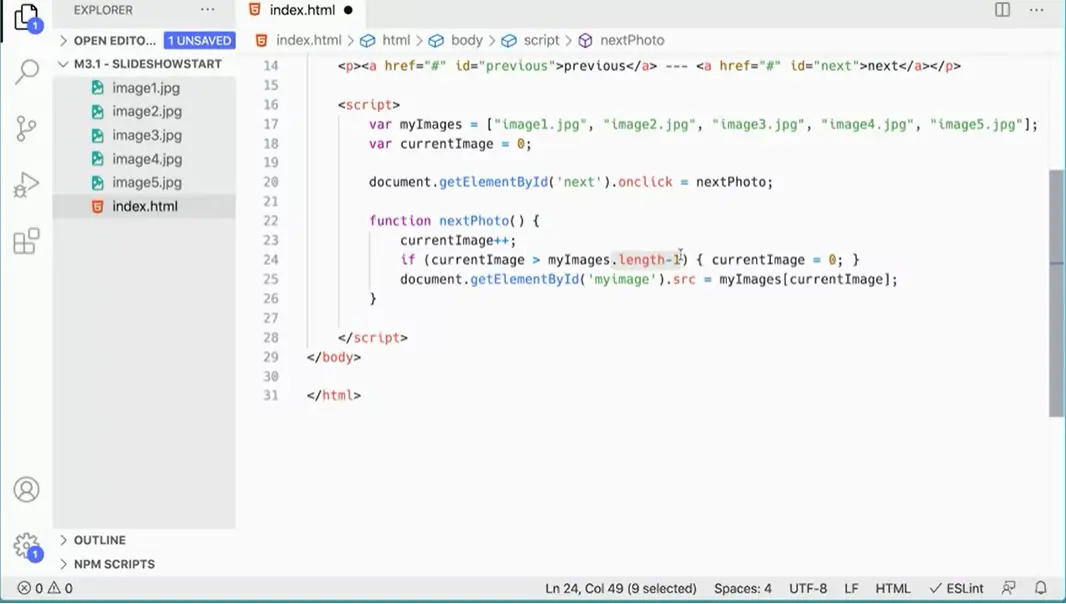 EXPLORER ··· index.html ●
OPEN EDITO... 1 UNSAVED index.html > html > body > script > nextPhoto
M3.1 - SLIDESHOWSTART
image1.jpg
image2.jpg
image3.jpg
image4.jpg
image5.jpg
index.html
14 <p><a href="#" id="previous">previous</a> --- <a href="#" id="next">next</a></p>
15
16 <script>
17 var myImages = ["image1.jpg", "image2.jpg", "image3.jpg", "image4.jpg", "image5.jpg"];
18 var currentImage = 0;
19
20 document.getElementById('next').onclick = nextPhoto;
21
22 function nextPhoto() {
23 currentImage++;
24 if (currentImage > myImages.length-1) { currentImage = 0; }
25 document.getElementById('myimage').src = myImages[currentImage];
26 }
27
28 </script>
29 </body>
30
31 </html>
1
1
OUTLINE
NPM SCRIPTS
0 0 Ln 24, Col 49 (9 selected) Spaces: 4 UTF-8 LF HTML ESLint